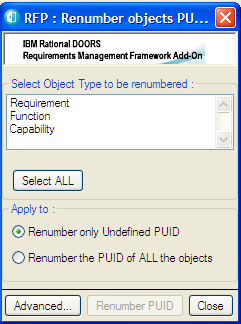 RFP : Renumber objects PU...
IBM Rational DOORS
Requirements Management Framework Add-On
Select Object Type to be renumbered :
Requirement
Function
Capability
Select ALL
Apply to :
Renumber only Undefined PUID
Renumber the PUID of ALL the objects
Advanced... Renumber PUID Close